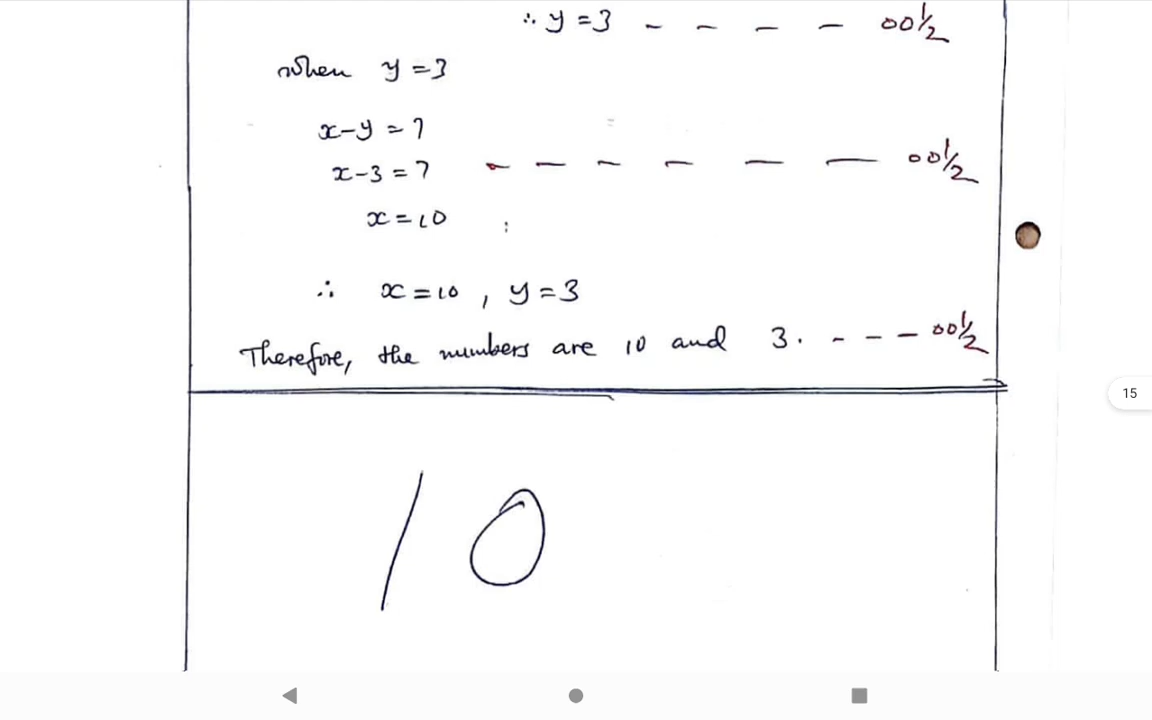 ∴ y = 3 - - - - 00½
when y = 3
x - y = 7
x - 3 = 7 - - - - - - 00½
x = 10
∴ x = 10 , y = 3
Therefore, the numbers are 10 and 3. - - - 00½
15
10